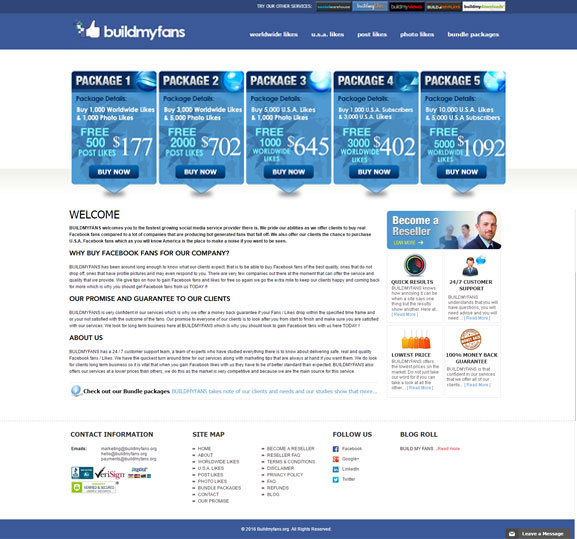 TRY OUR OTHER SERVICES:
buildmyfans
worldwide likes
u.s.a. likes
post likes
photo likes
bundle packages
PACKAGE 1
Package Details:
Buy 1,000 Worldwide Likes
& 1,000 Photo Likes
FREE
500
POST LIKES
$177
BUY NOW
PACKAGE 2
Package Details:
Buy 3,000 Worldwide Likes
& 5,000 Photo Likes
FREE
2000
POST LIKES
$702
BUY NOW
PACKAGE 3
Package Details:
Buy 5,000 U.S.A. Likes
& 1,000 Photo Likes
FREE
1000
WORLDWIDE
LIKES
$645
BUY NOW
PACKAGE 4
Package Details:
Buy 1,000 U.S.A. Subscribers
& 3,000 U.S.A. Likes
FREE
3000
WORLDWIDE
LIKES
$402
BUY NOW
PACKAGE 5
Package Details:
Buy 10,000 U.S.A. Likes
& 5,000 U.S.A. Subscribers
FREE
5000
WORLDWIDE
LIKES
$1092
BUY NOW
WELCOME
BUILDMYFANS welcomes you to the fastest growing social media service provider there is. We pride our abilities as we offer clients to buy real
Facebook fans compared to a lot of companies that are producing bot generated fans that fall off. We also offer our clients the chance to purchase
U.S.A. Facebook fans which as you will know America is the place to make a noise if you want to be seen.
WHY BUY FACEBOOK FANS FOR OUR COMPANY?
BUILDMYFANS has been around long enough to know what our clients expect; that is to be able to buy Facebook fans of the best quality, ones that do not
drop off, ones that have profile pictures and may even respond to you. There are very few companies out there at the moment that can offer the service and
quality that we provide. We give tips on how to gain Facebook fans and likes for free so again we go the extra mile to keep our clients happy and coming back
for more which is why you should get Facebook fans from us TODAY !!
OUR PROMISE AND GUARANTEE TO OUR CLIENTS
BUILDMYFANS is very confident in our services which is why we offer a money back guarantee if your Fans / Likes drop within the specified time frame and
or your not satisfied with the outcome of the fans. Our promise to everyone of our clients is to look after you from start to finish and make sure you are satisfied
with our services. We look for long term business here at BUILDMYFANS which is why you should look to gain Facebook fans with us here TODAY !
ABOUT US
BUILDMYFANS has a 24 / 7 customer support team, a team of experts who have studied everything there is to know about delivering safe, real and quality
Facebook fans / Likes. We have the quickest turn around time for our services along with marketing tips that are always at hand if you want them. We do look
for clients long term business so it is vital that when you gain Facebook likes with us they have to be of better standard than expected. BUILDMYFANS also
offers our services at a lower prices than others, we do this as the market is very competitive and because we are the main source for this service.
Check out our Bundle packages BUILDMYFANS takes note of our clients and needs and our studies show that more...
Become a
Reseller
QUICK RESULTS
BUILDMYFANS knows
how annoying it can be
when a site says one
thing but the results
show another. Here at...
[ Read More ]
24/7 CUSTOMER
SUPPORT
BUILDMYFANS
understands that you will
have questions, you will
need advice and you will
need... [ Read More ]
LOWEST PRICE
BUILDMYFANS offers
the lowest prices on the
market. Do not just take
our word for if you can
take a look at all the
other... [ Read More ]
100% MONEY BACK
GUARANTEE
BUILDMYFANS is that
confident in our services
that we offer all of our
clients... [ Read More ]
CONTACT INFORMATION
Emails:
marketing@buildmyfans.org
hello@buildmyfans.org
payments@buildmyfans.org
BBB
VeriSign
PayPal
VERIFIED & SECURED
SITE MAP
HOME
ABOUT
WORLDWIDE LIKES
U.S.A. LIKES
POST LIKES
PHOTO LIKES
BUNDLE PACKAGES
CONTACT
OUR PROMISE
BECOME A RESELLER
RESELLER FAQ
TERMS & CONDITIONS
DISCLAIMER
PRIVACY POLICY
FAQ
REFUNDS
BLOG
FOLLOW US
Facebook
Google+
LinkedIn
Twitter
BLOG ROLL
BUILD MY FANS...Read more
© 2016 Buildmyfans.org. All Rights Reserved.
Leave a Message